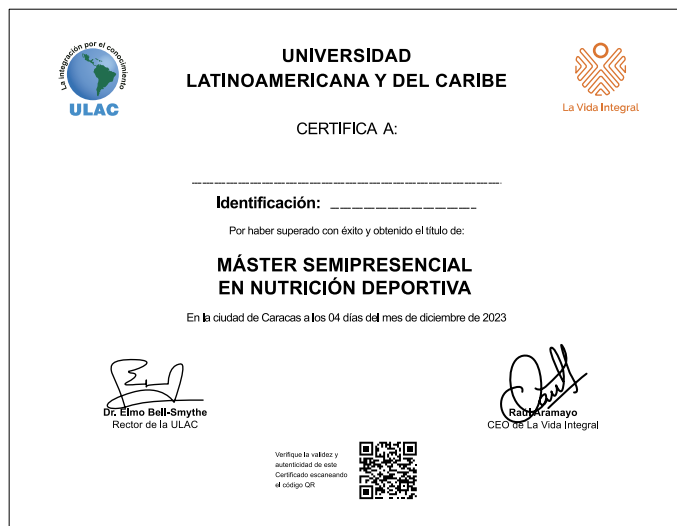 La integración por el conocimiento
ULAC
UNIVERSIDAD
LATINOAMERICANA Y DEL CARIBE
La Vida Integral
CERTIFICA A:
Identificación:
Por haber superado con éxito y obtenido el título de:
MÁSTER SEMIPRESENCIAL
EN NUTRICIÓN DEPORTIVA
En la ciudad de Caracas a los 04 días del mes de diciembre de 2023
Dr. Elmo Bell-Smythe
Rector de la ULAC
Raúl Aramayo
CEO de La Vida Integral
Verifique la validez y
autenticidad de este
Certificado escaneando
el código QR